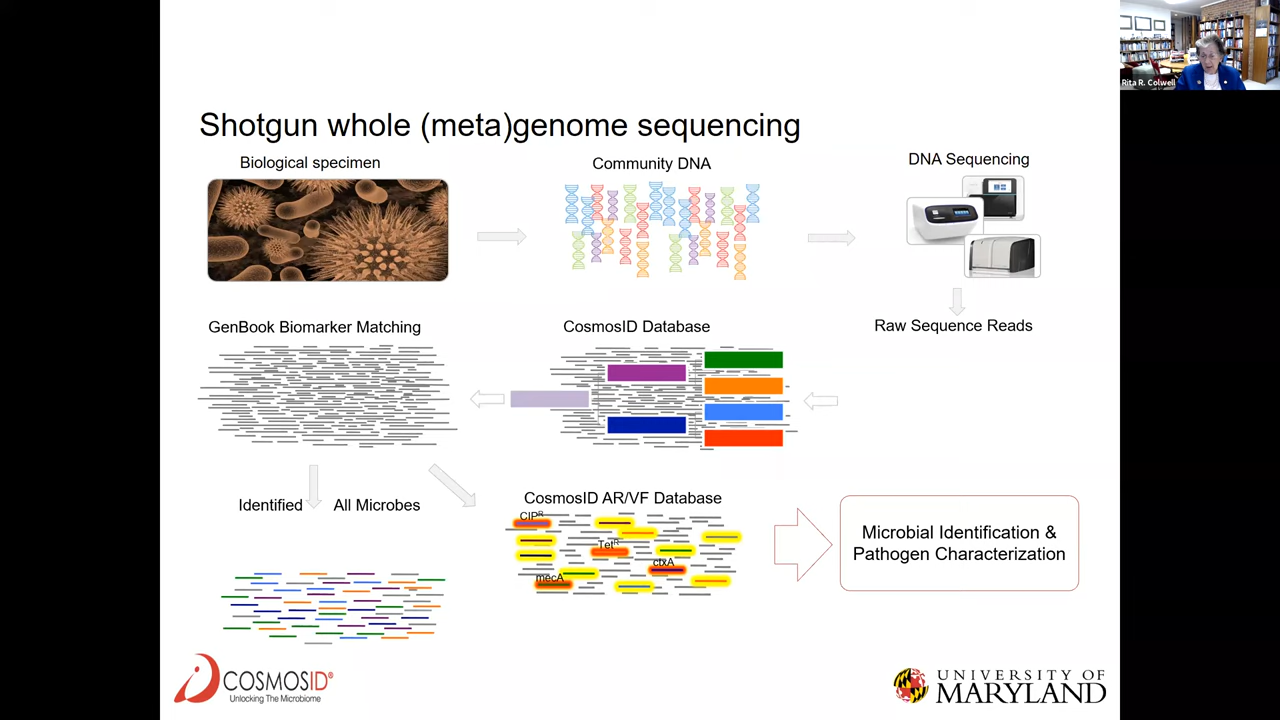 Rita R. Colwell
Shotgun whole (meta)genome sequencing
Biological specimen
Community DNA
DNA Sequencing
GenBook Biomarker Matching
CosmosID Database
Raw Sequence Reads
Identified
All Microbes
CosmosID AR/VF Database
CIPᴿ
Tetᴿ
ctxA
mecA
Microbial Identification &
Pathogen Characterization
COSMOSID®
Unlocking The Microbiome
UNIVERSITY OF
MARYLAND